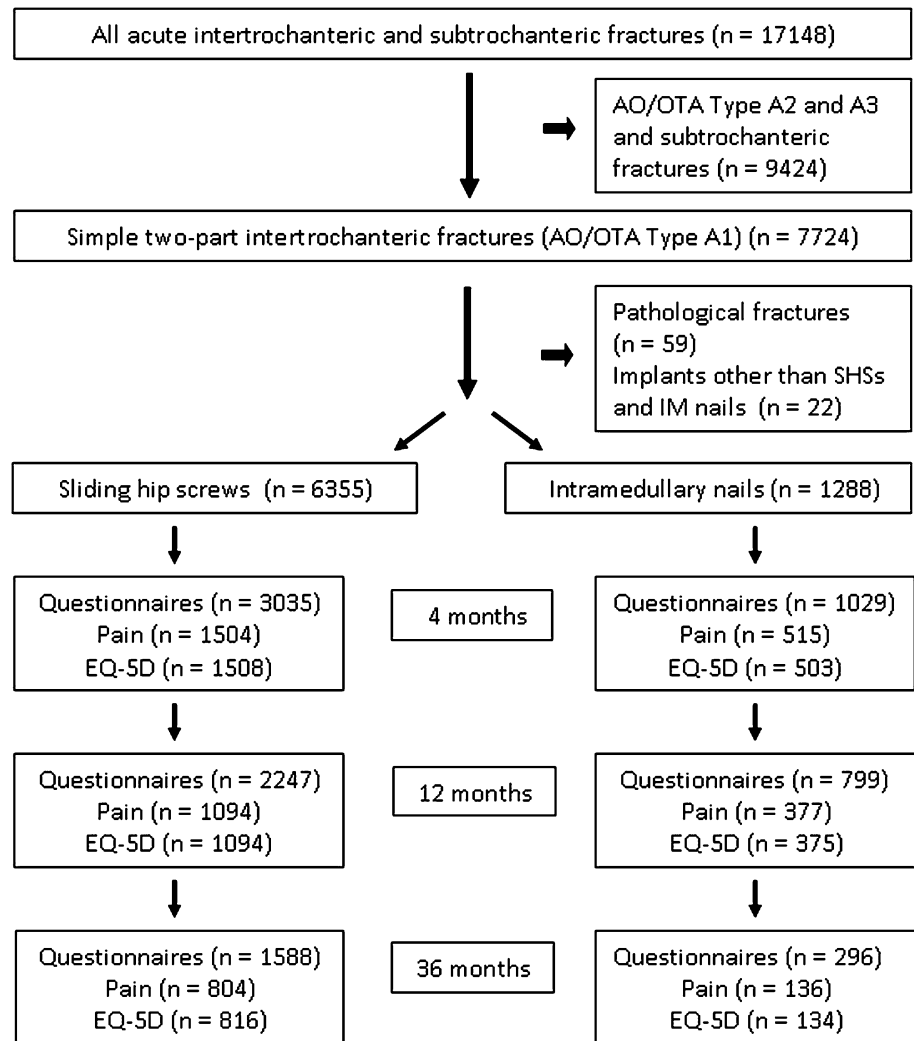 All acute intertrochanteric and subtrochanteric fractures (n = 17148)
AO/OTA Type A2 and A3
and subtrochanteric
fractures (n = 9424)
Simple two-part intertrochanteric fractures (AO/OTA Type A1) (n = 7724)
Pathological fractures
(n = 59)
Implants other than SHSs
and IM nails (n = 22)
Sliding hip screws (n = 6355)
Intramedullary nails (n = 1288)
Questionnaires (n = 3035)
Pain (n = 1504)
EQ-5D (n = 1508)
4 months
Questionnaires (n = 1029)
Pain (n = 515)
EQ-5D (n = 503)
Questionnaires (n = 2247)
Pain (n = 1094)
EQ-5D (n = 1094)
12 months
Questionnaires (n = 799)
Pain (n = 377)
EQ-5D (n = 375)
Questionnaires (n = 1588)
Pain (n = 804)
EQ-5D (n = 816)
36 months
Questionnaires (n = 296)
Pain (n = 136)
EQ-5D (n = 134)